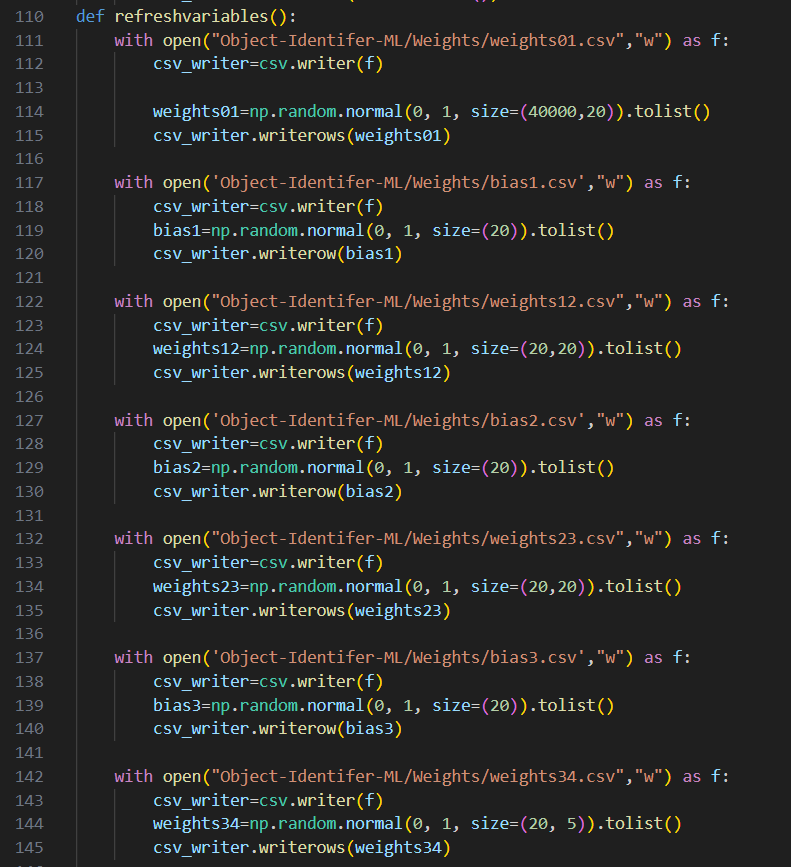 110 def refreshvariables():
111     with open("Object-Identifer-ML/Weights/weights01.csv","w") as f:
112         csv_writer=csv.writer(f)
113
114         weights01=np.random.normal(0, 1, size=(40000,20)).tolist()
115         csv_writer.writerows(weights01)
116
117     with open('Object-Identifer-ML/Weights/bias1.csv',"w") as f:
118         csv_writer=csv.writer(f)
119         bias1=np.random.normal(0, 1, size=(20)).tolist()
120         csv_writer.writerow(bias1)
121
122     with open("Object-Identifer-ML/Weights/weights12.csv","w") as f:
123         csv_writer=csv.writer(f)
124         weights12=np.random.normal(0, 1, size=(20,20)).tolist()
125         csv_writer.writerows(weights12)
126
127     with open('Object-Identifer-ML/Weights/bias2.csv',"w") as f:
128         csv_writer=csv.writer(f)
129         bias2=np.random.normal(0, 1, size=(20)).tolist()
130         csv_writer.writerow(bias2)
131
132     with open("Object-Identifer-ML/Weights/weights23.csv","w") as f:
133         csv_writer=csv.writer(f)
134         weights23=np.random.normal(0, 1, size=(20,20)).tolist()
135         csv_writer.writerows(weights23)
136
137     with open('Object-Identifer-ML/Weights/bias3.csv',"w") as f:
138         csv_writer=csv.writer(f)
139         bias3=np.random.normal(0, 1, size=(20)).tolist()
140         csv_writer.writerow(bias3)
141
142     with open("Object-Identifer-ML/Weights/weights34.csv","w") as f:
143         csv_writer=csv.writer(f)
144         weights34=np.random.normal(0, 1, size=(20, 5)).tolist()
145         csv_writer.writerows(weights34)